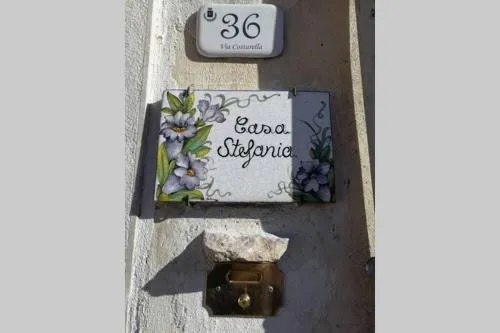 36
Via Costarella
Casa
Stefania